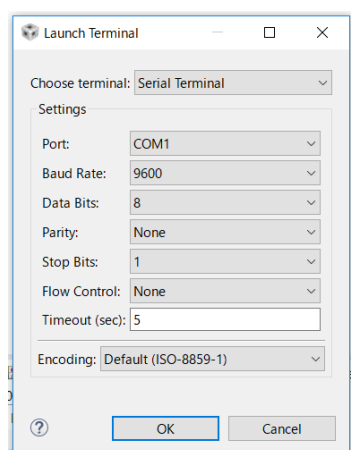 Launch Terminal
Choose terminal: Serial Terminal
Settings
Port: COM1
Baud Rate: 9600
Data Bits: 8
Parity: None
Stop Bits: 1
Flow Control: None
Timeout (sec): 5
Encoding: Default (ISO-8859-1)
? OK Cancel